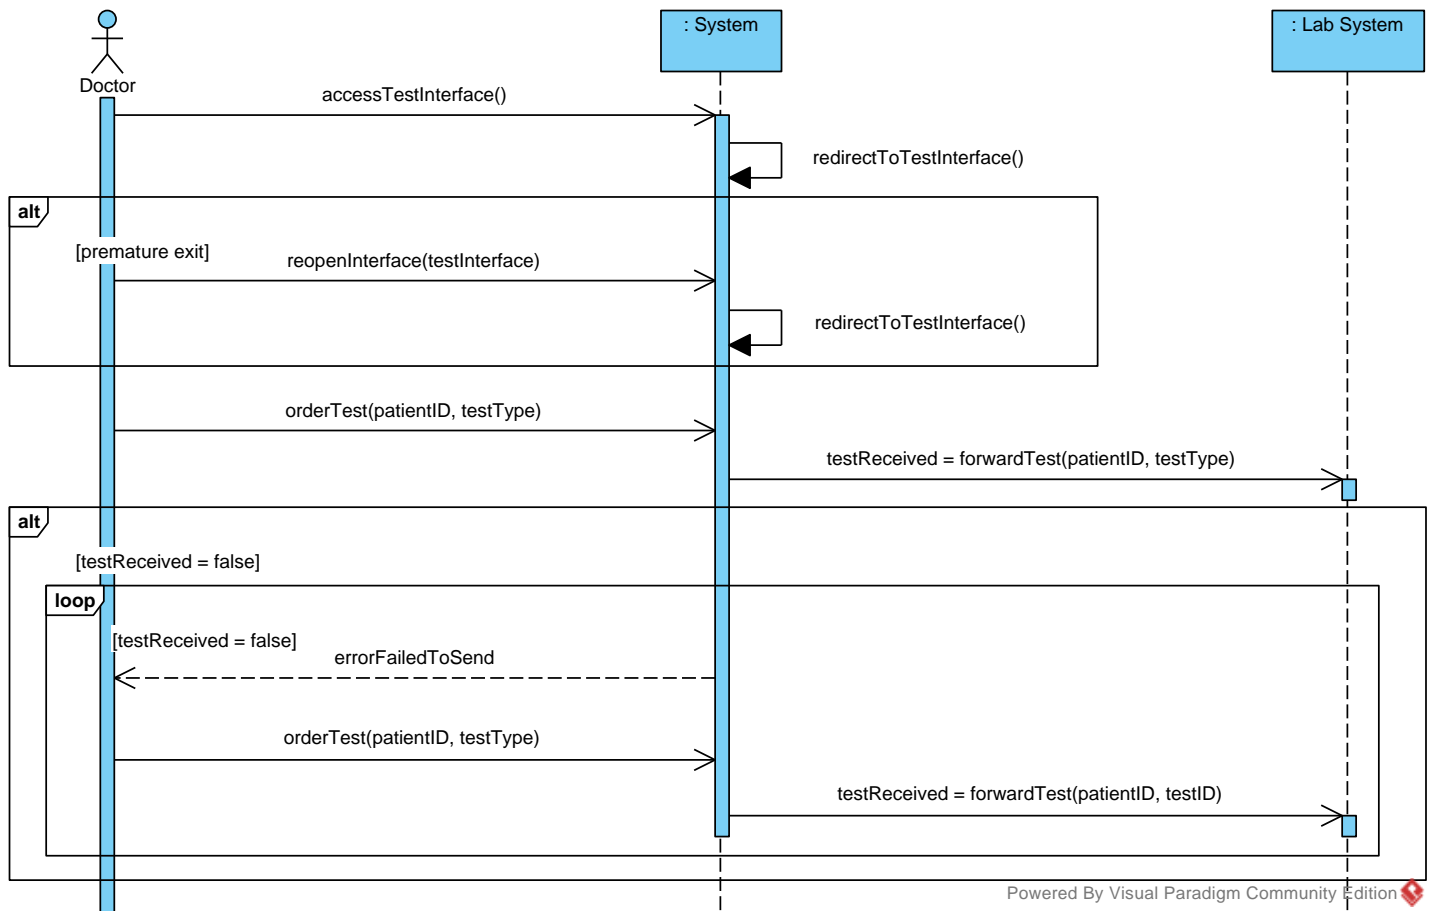 : System
: Lab System
Doctor
accessTestInterface()
redirectToTestInterface()
alt
[premature exit]
reopenInterface(testInterface)
redirectToTestInterface()
orderTest(patientID, testType)
testReceived = forwardTest(patientID, testType)
alt
[testReceived = false]
loop
[testReceived = false]
errorFailedToSend
orderTest(patientID, testType)
testReceived = forwardTest(patientID, testID)
Powered By Visual Paradigm Community Edition